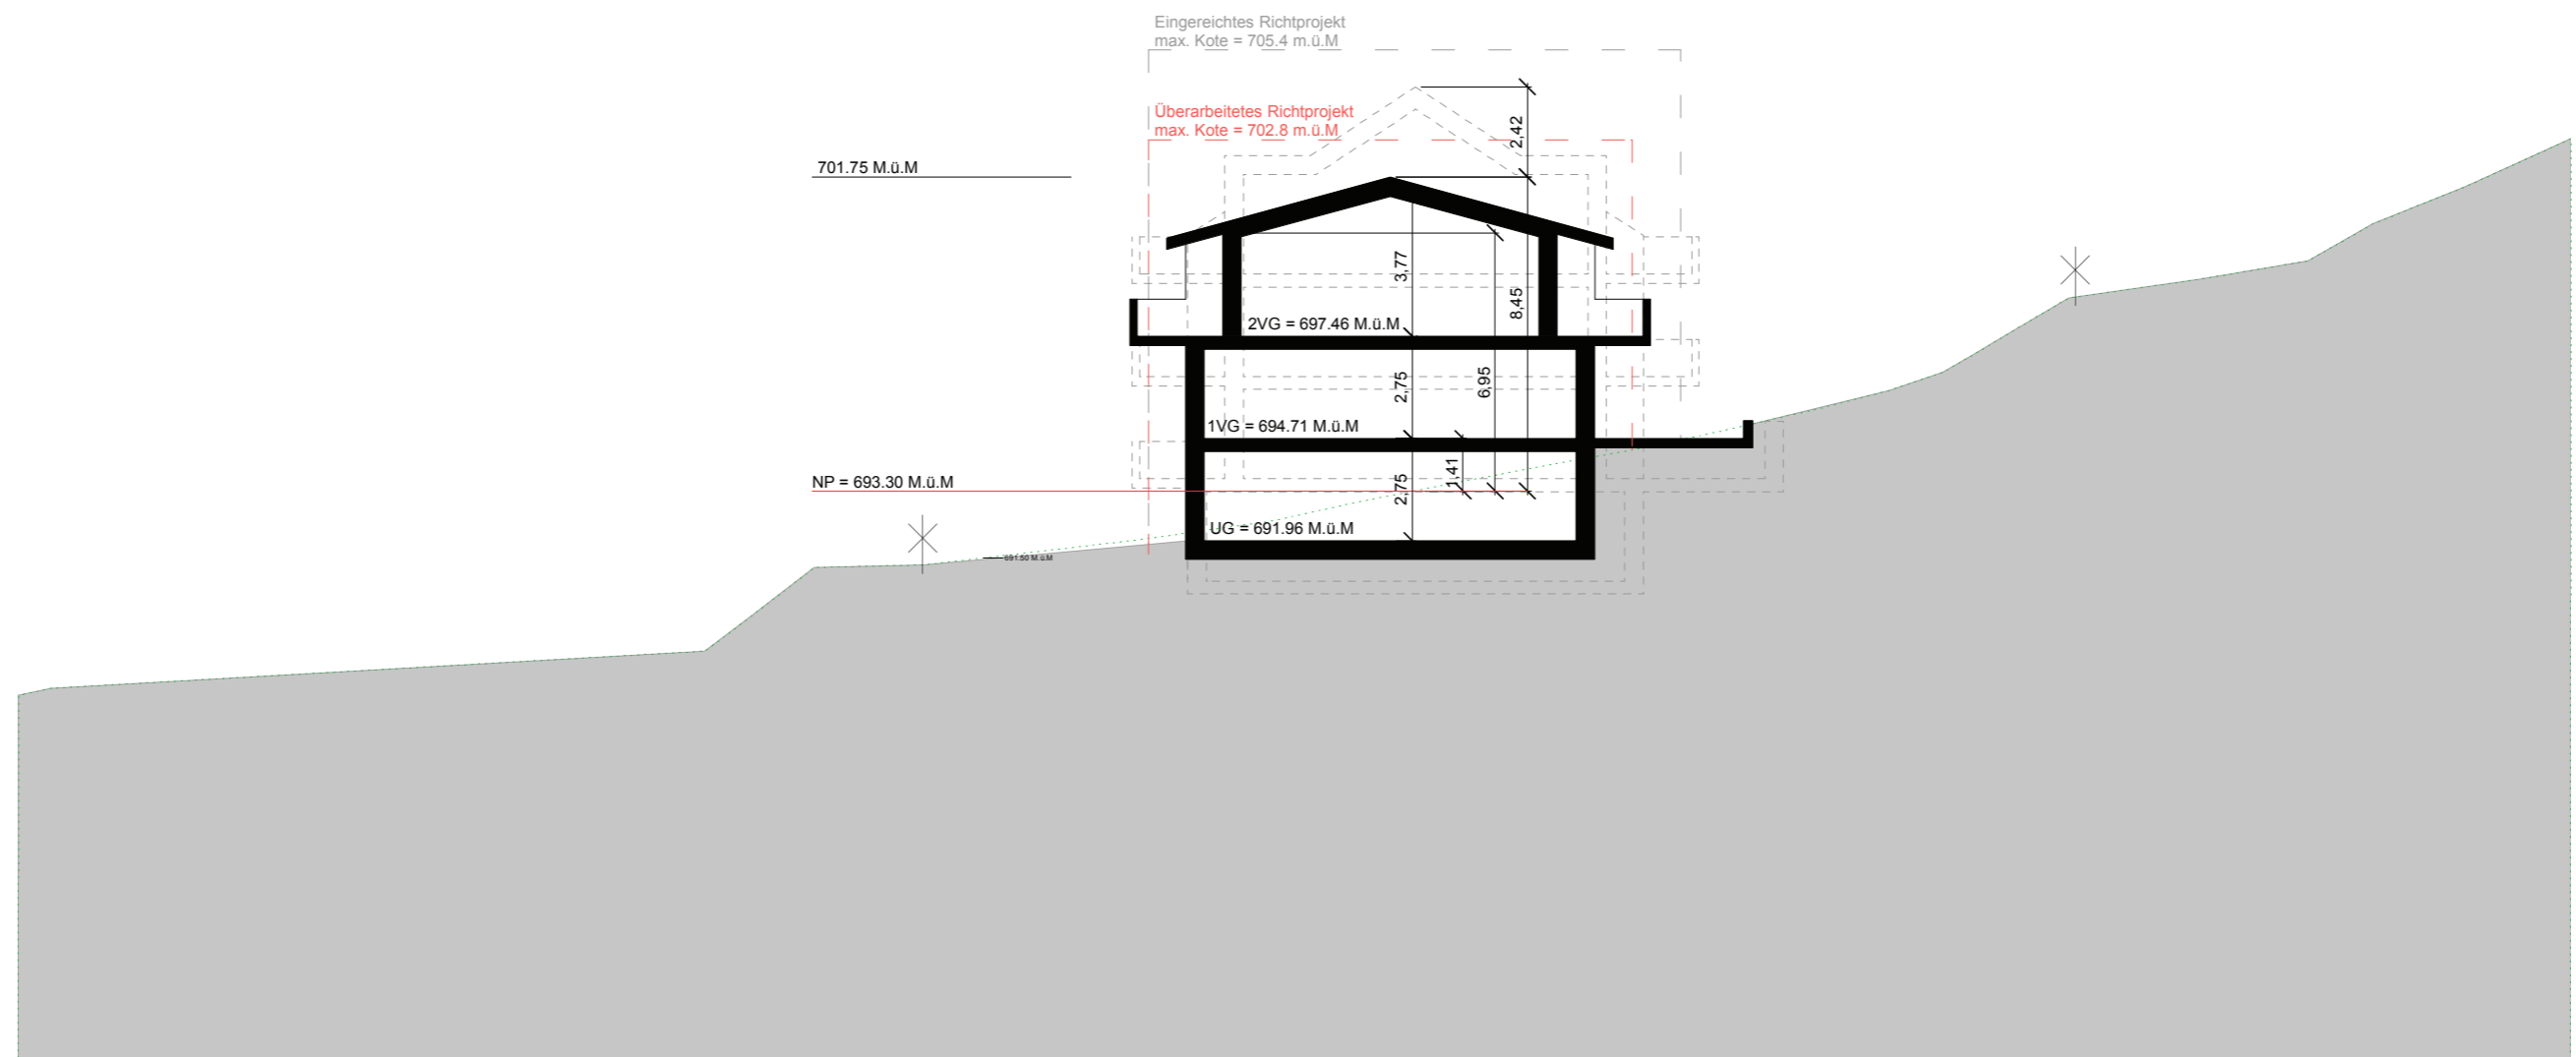 Eingereichtes Richtprojekt
max. Kote = 705.4 m.ü.M
Überarbeitetes Richtprojekt
max. Kote = 702.8 m.ü.M
2,42
701.75 M.ü.M
3,77
8,45
2VG = 697.46 M.ü.M
2,75
6,95
1VG = 694.71 M.ü.M
1,41
NP = 693.30 M.ü.M
2,75
UG = 691.96 M.ü.M
691.50 M.ü.M